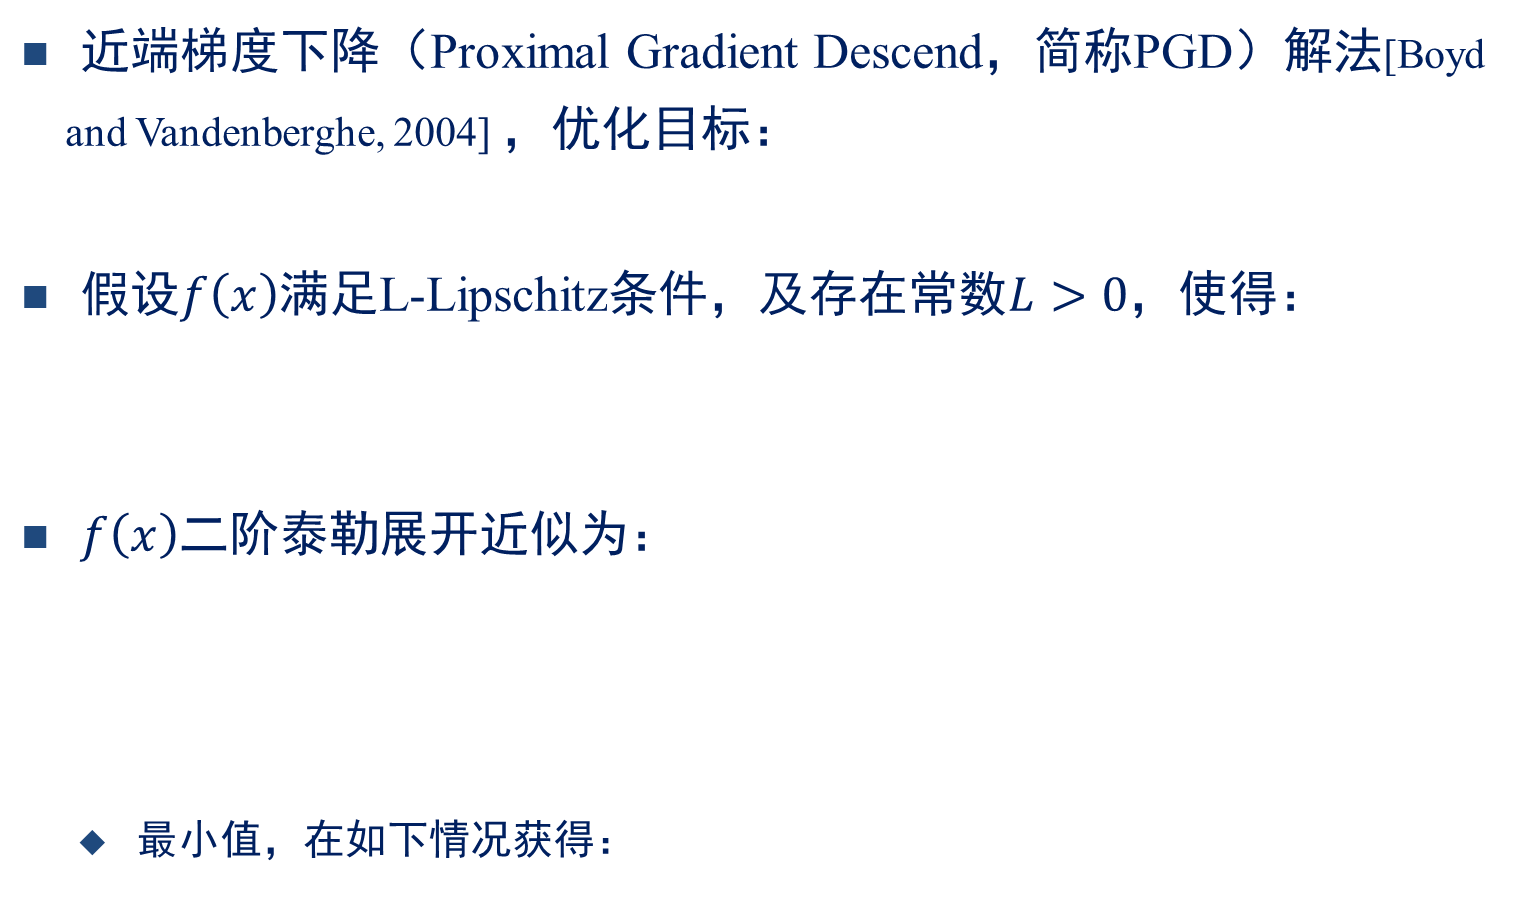 近端梯度下降（Proximal Gradient Descend，简称PGD）解法[Boyd
and Vandenberghe, 2004]，优化目标：
假设f(x)满足L-Lipschitz条件，及存在常数L > 0，使得：
f(x)二阶泰勒展开近似为：
最小值，在如下情况获得：